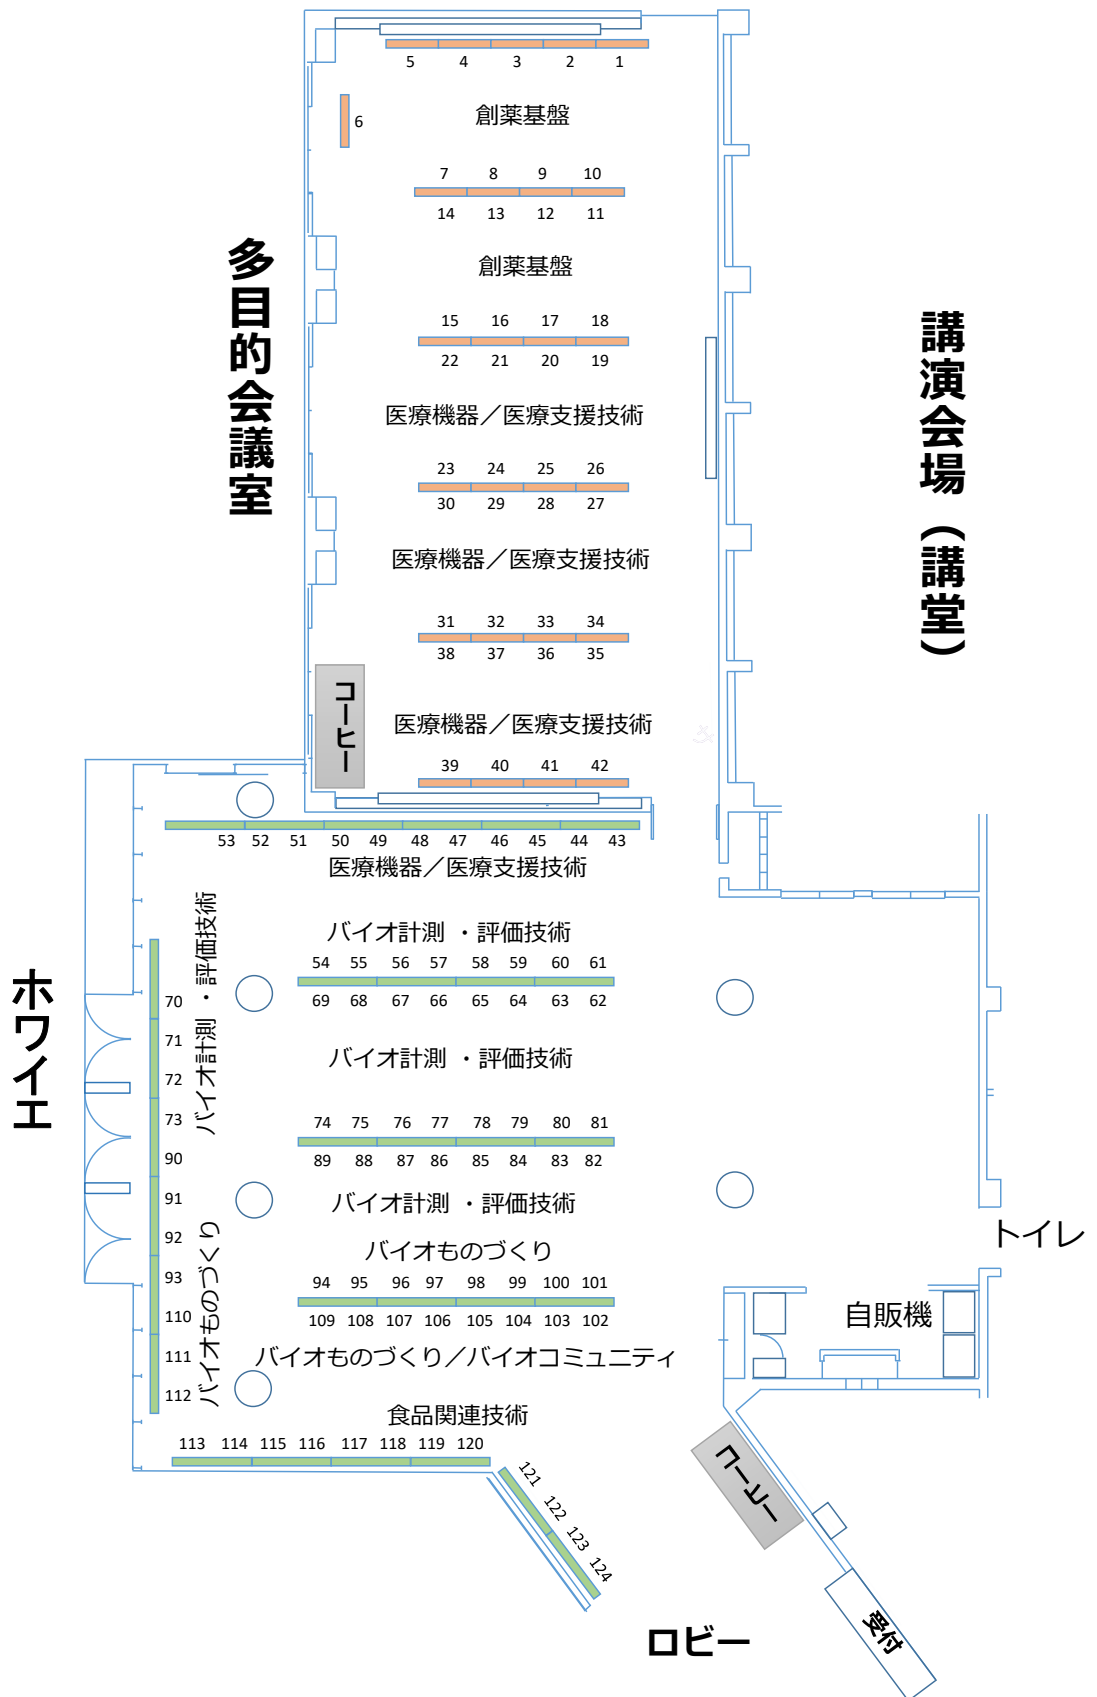 5 4 3 2 1
6
創薬基盤
7 8 9 10
14 13 12 11
創薬基盤
多目的会議室
15 16 17 18
22 21 20 19
講演会場（講堂）
医療機器／医療支援技術
23 24 25 26
30 29 28 27
医療機器／医療支援技術
31 32 33 34
38 37 36 35
コーヒー
医療機器／医療支援技術
39 40 41 42
53 52 51 50 49 48 47 46 45 44 43
医療機器／医療支援技術
バイオ計測・評価技術
54 55 56 57 58 59 60 61
69 68 67 66 65 64 63 62
ホワイエ
70
71
72
73
90
91
92
93
110
111
112
バイオ計測・評価技術
バイオものづくり
バイオ計測・評価技術
74 75 76 77 78 79 80 81
89 88 87 86 85 84 83 82
バイオ計測・評価技術
バイオものづくり
94 95 96 97 98 99 100 101
109 108 107 106 105 104 103 102
バイオものづくり／バイオコミュニティ
食品関連技術
113 114 115 116 117 118 119 120
121
122
123
124
トイレ
自販機
コーヒー
受付
ロビー